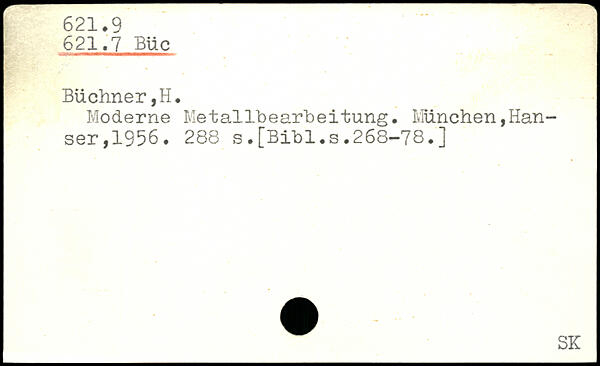 621.9
621.7 Büc
Büchner,H.
Moderne Metallbearbeitung. München,Han-
ser,1956. 288 s.[Bibl.s.268-78.]
SK